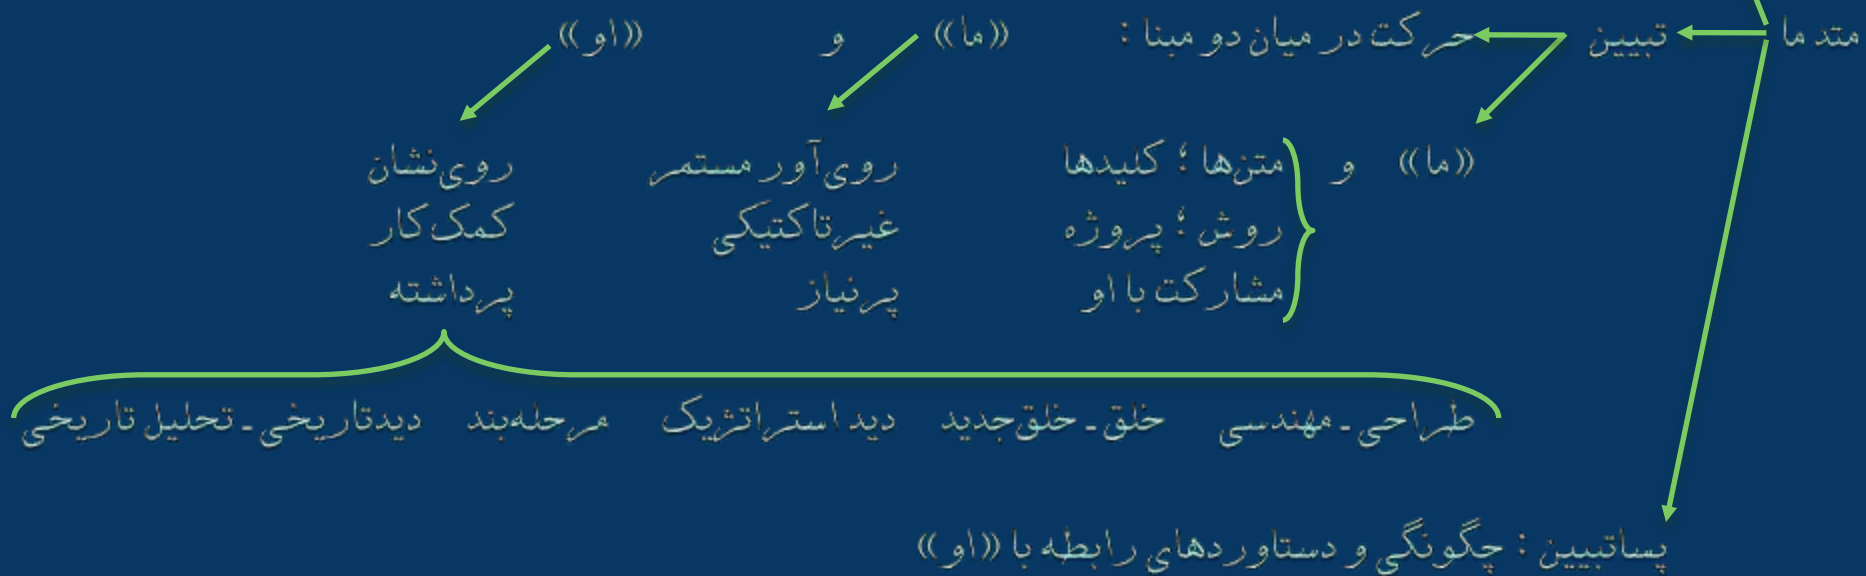 متد ما تبیین حرکت در میان دو مبنا : «ما» و «او»
«ما» و متن‌ها ؛ کلیدها روی‌آور مستمر روی‌نشان
روش ؛ پروژه غیرتاکتیکی کمک‌کار
مشارکت با او پرنیاز پرداشته
طراحی ـ مهندسی خلق ـ خلق‌جدید دید استراتژیک مرحله‌بند دیدتاریخی ـ تحلیل تاریخی
پساتبیین : چگونگی و دستاوردهای رابطه با «او»